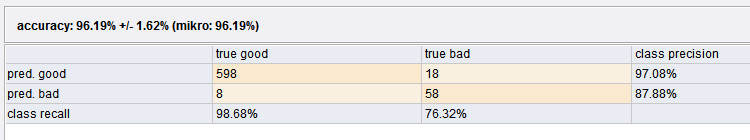 accuracy: 96.19% +/- 1.62% (mikro: 96.19%)
true good true bad class precision
pred. good 598 18 97.08%
pred. bad 8 58 87.88%
class recall 98.68% 76.32%